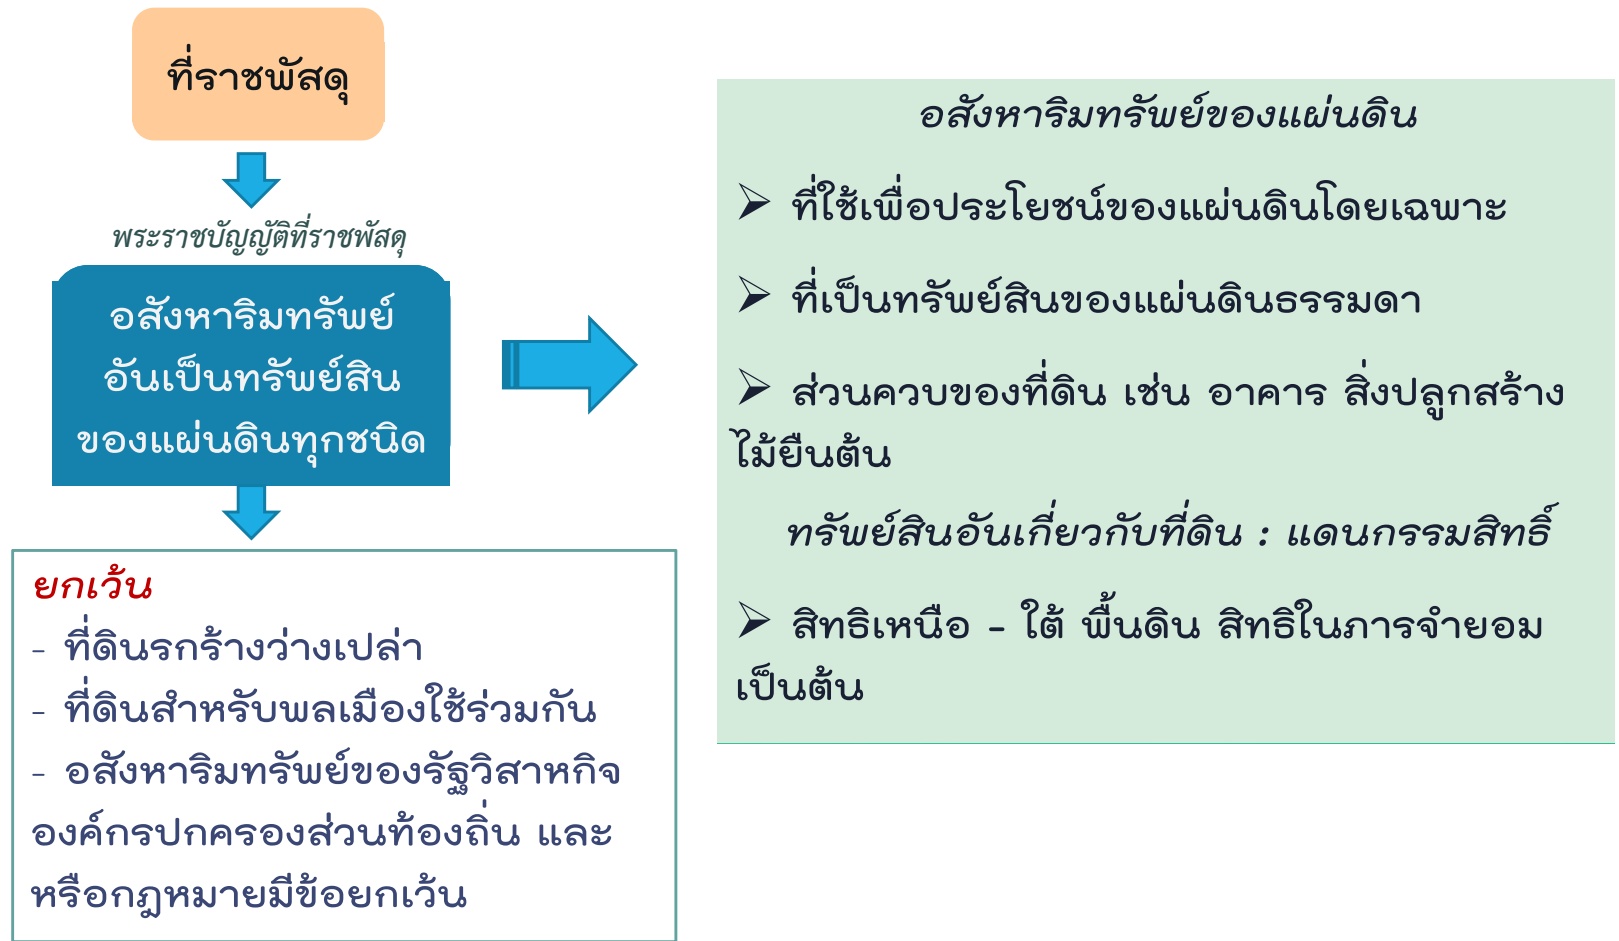 ที่ราชพัสดุ
พระราชบัญญัติที่ราชพัสดุ
อสังหาริมทรัพย์
อันเป็นทรัพย์สิน
ของแผ่นดินทุกชนิด
ยกเว้น
- ที่ดินรกร้างว่างเปล่า
- ที่ดินสำหรับพลเมืองใช้ร่วมกัน
- อสังหาริมทรัพย์ของรัฐวิสาหกิจ
องค์กรปกครองส่วนท้องถิ่น และ
หรือกฎหมายมีข้อยกเว้น
อสังหาริมทรัพย์ของแผ่นดิน
➢ ที่ใช้เพื่อประโยชน์ของแผ่นดินโดยเฉพาะ
➢ ที่เป็นทรัพย์สินของแผ่นดินธรรมดา
➢ ส่วนควบของที่ดิน เช่น อาคาร สิ่งปลูกสร้าง
ไม้ยืนต้น
ทรัพย์สินอันเกี่ยวกับที่ดิน : แดนกรรมสิทธิ์
➢ สิทธิเหนือ - ใต้ พื้นดิน สิทธิในภารจำยอม
เป็นต้น